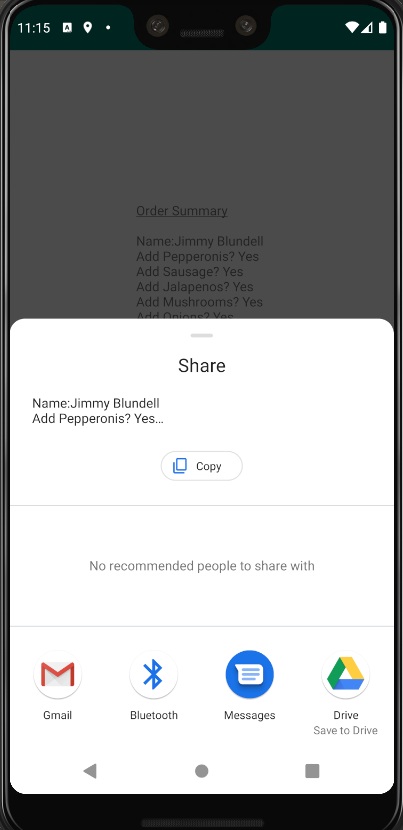 11:15
Order Summary
Name:Jimmy Blundell
Add Pepperonis? Yes
Add Sausage? Yes
Add Jalapenos? Yes
Add Mushrooms? Yes
Add Onions? Yes
Share
Name:Jimmy Blundell
Add Pepperonis? Yes…
Copy
No recommended people to share with
Gmail
Bluetooth
Messages
Drive
Save to Drive